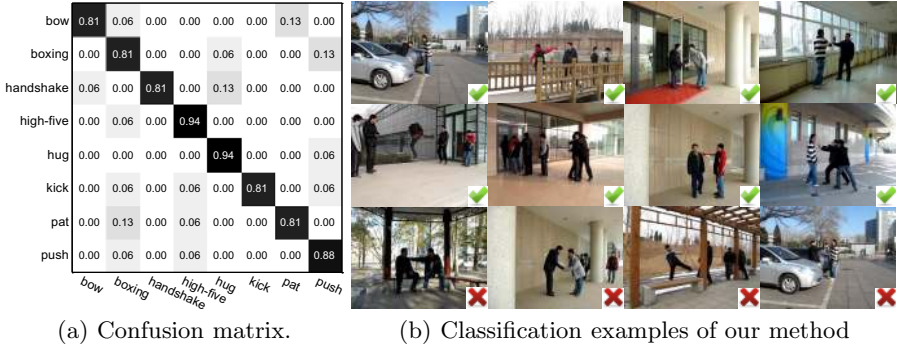 bow 0.81 0.06 0.00 0.00 0.00 0.00 0.13 0.00
boxing 0.00 0.81 0.00 0.00 0.06 0.00 0.00 0.13
handshake 0.06 0.00 0.81 0.00 0.13 0.00 0.00 0.00
high-five 0.00 0.06 0.00 0.94 0.00 0.00 0.00 0.00
hug 0.00 0.00 0.00 0.00 0.94 0.00 0.00 0.06
kick 0.00 0.06 0.00 0.06 0.00 0.81 0.00 0.06
pat 0.00 0.13 0.00 0.06 0.00 0.00 0.81 0.00
push 0.00 0.06 0.00 0.06 0.00 0.00 0.00 0.88
bow boxing handshake high-five hug kick pat push
(a) Confusion matrix.
(b) Classification examples of our method